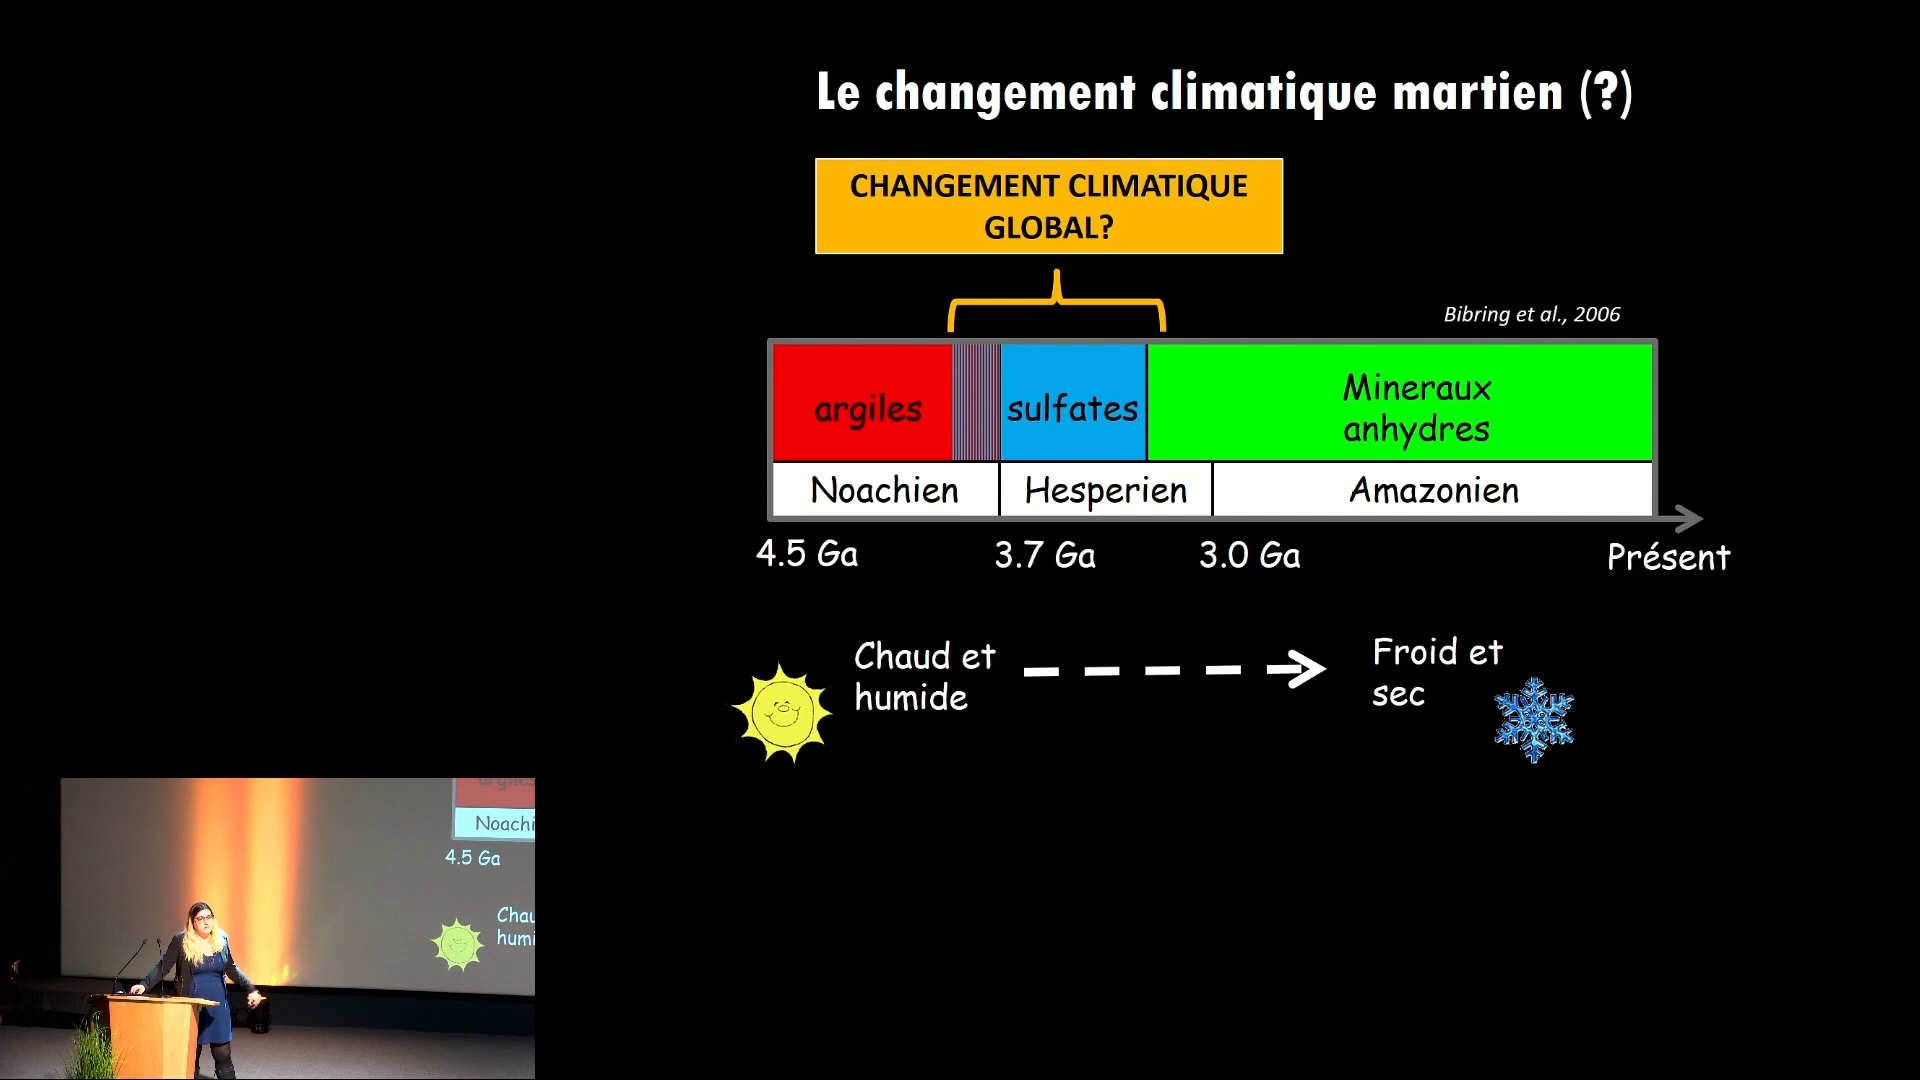 Le changement climatique martien (?)
CHANGEMENT CLIMATIQUE
GLOBAL?
Bibring et al., 2006
argiles
sulfates
Mineraux
anhydres
Noachien
Hesperien
Amazonien
4.5 Ga
3.7 Ga
3.0 Ga
Présent
Chaud et
humide
Froid et
sec
argiles
Noachi
4.5 Ga
Chau
humi